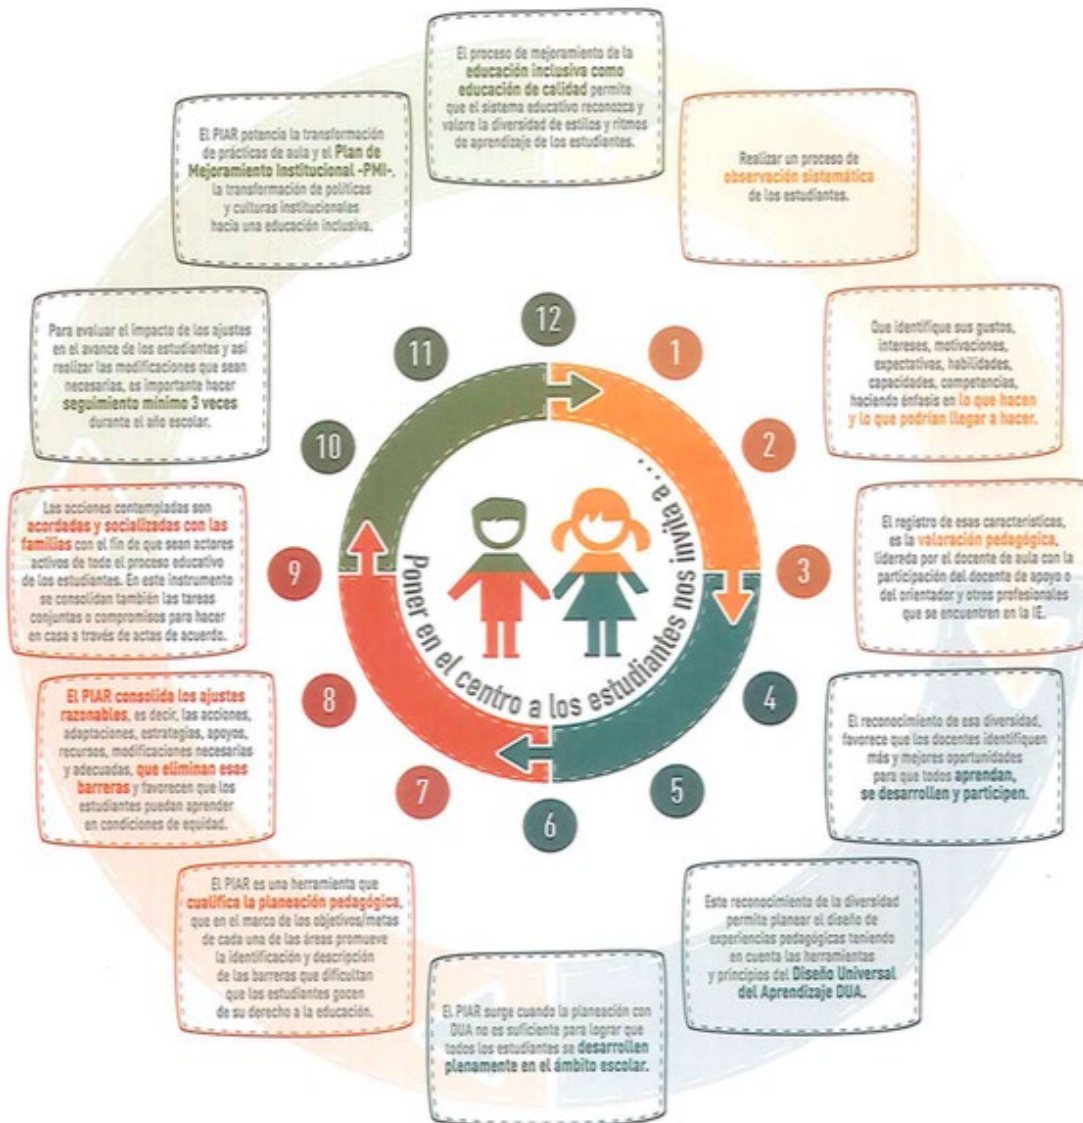 El proceso de mejoramiento de la
educación inclusiva como
educación de calidad permite
que el sistema educativo reconozca y
valore la diversidad de estilos y ritmos
de aprendizaje de los estudiantes.
Realizar un proceso de
observación sistemática
de los estudiantes.
Que identifique sus gustos,
intereses, motivaciones,
expectativas, habilidades,
capacidades, competencias,
haciendo énfasis en lo que hacen
y lo que podrían llegar a hacer.
El registro de esas características,
es la valoración pedagógica,
liderada por el docente de aula con la
participación del docente de apoyo o
del orientador y otros profesionales
que se encuentren en la IE.
El reconocimiento de esa diversidad,
favorece que los docentes identifiquen
más y mejores oportunidades
para que todos aprendan,
se desarrollen y participen.
Este reconocimiento de la diversidad
permite planear el diseño de
experiencias pedagógicas teniendo
en cuenta las herramientas
y principios del Diseño Universal
del Aprendizaje DUA.
El PIAR surge cuando la planeación con
DUA no es suficiente para lograr que
todos los estudiantes se desarrollen
plenamente en el ámbito escolar.
El PIAR es una herramienta que
cualifica la planeación pedagógica,
que en el marco de los objetivos/metas
de cada una de las áreas promueve
la identificación y descripción
de las barreras que dificultan
que los estudiantes gocen
de su derecho a la educación.
El PIAR consolida los ajustes
razonables, es decir, las acciones,
adaptaciones, estrategias, apoyos,
recursos, modificaciones necesarias
y adecuadas, que eliminan esas
barreras y favorecen que los
estudiantes puedan aprender
en condiciones de equidad.
Las acciones contempladas son
acordadas y socializadas con las
familias con el fin de que sean actores
activos de todo el proceso educativo
de los estudiantes. En este instrumento
se consolidan también las tareas
conjuntas o compromisos para hacer
en casa a través de actas de acuerdo.
Para evaluar el impacto de los ajustes
en el avance de los estudiantes y así
realizar las modificaciones que sean
necesarias, es importante hacer
seguimiento mínimo 3 veces
durante el año escolar.
El PIAR potencia la transformación
de prácticas de aula y el Plan de
Mejoramiento Institucional -PMI-,
la transformación de políticas
y culturas institucionales
hacia una educación inclusiva.
12
1
2
3
4
5
6
7
8
9
10
11
Poner en el centro a los estudiantes nos invita a...